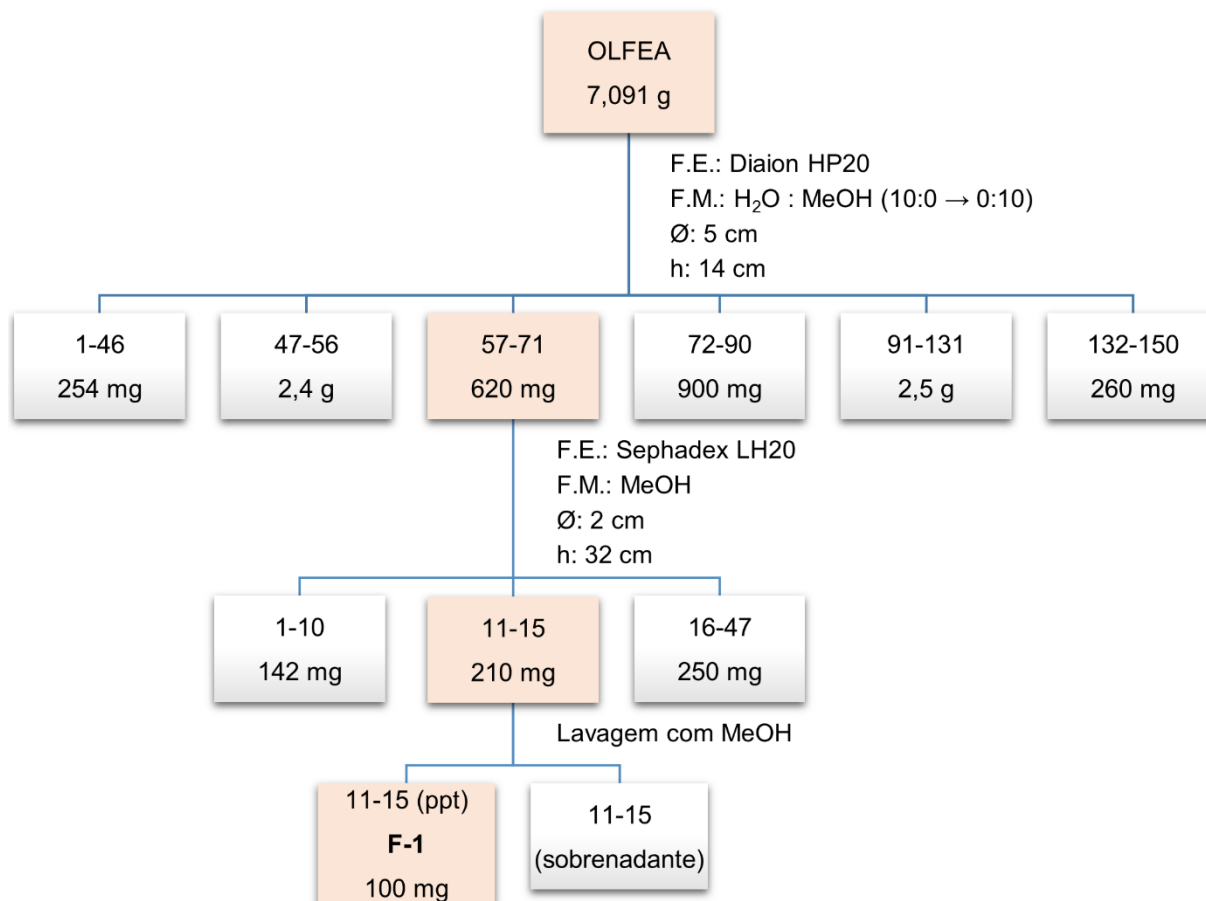 OLFEA
7,091 g
F.E.: Diaion HP20
F.M.: H₂O : MeOH (10:0 → 0:10)
Ø: 5 cm
h: 14 cm
1-46
254 mg
47-56
2,4 g
57-71
620 mg
72-90
900 mg
91-131
2,5 g
132-150
260 mg
F.E.: Sephadex LH20
F.M.: MeOH
Ø: 2 cm
h: 32 cm
1-10
142 mg
11-15
210 mg
16-47
250 mg
Lavagem com MeOH
11-15 (ppt)
F-1
100 mg
11-15
(sobrenadante)